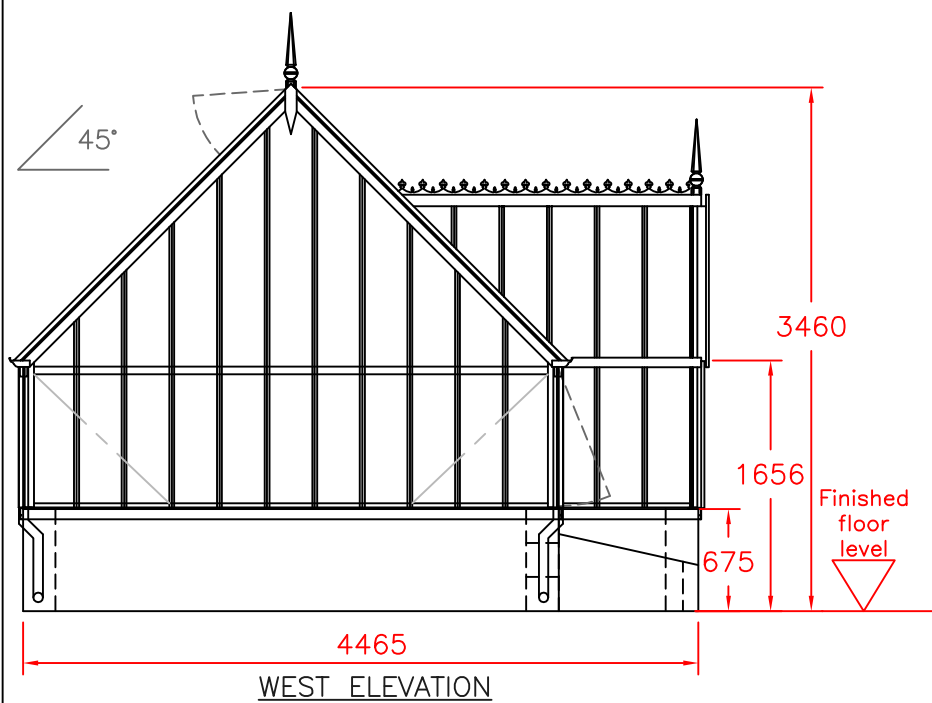 45°
3460
1656
Finished
floor
level
675
4465
WEST ELEVATION